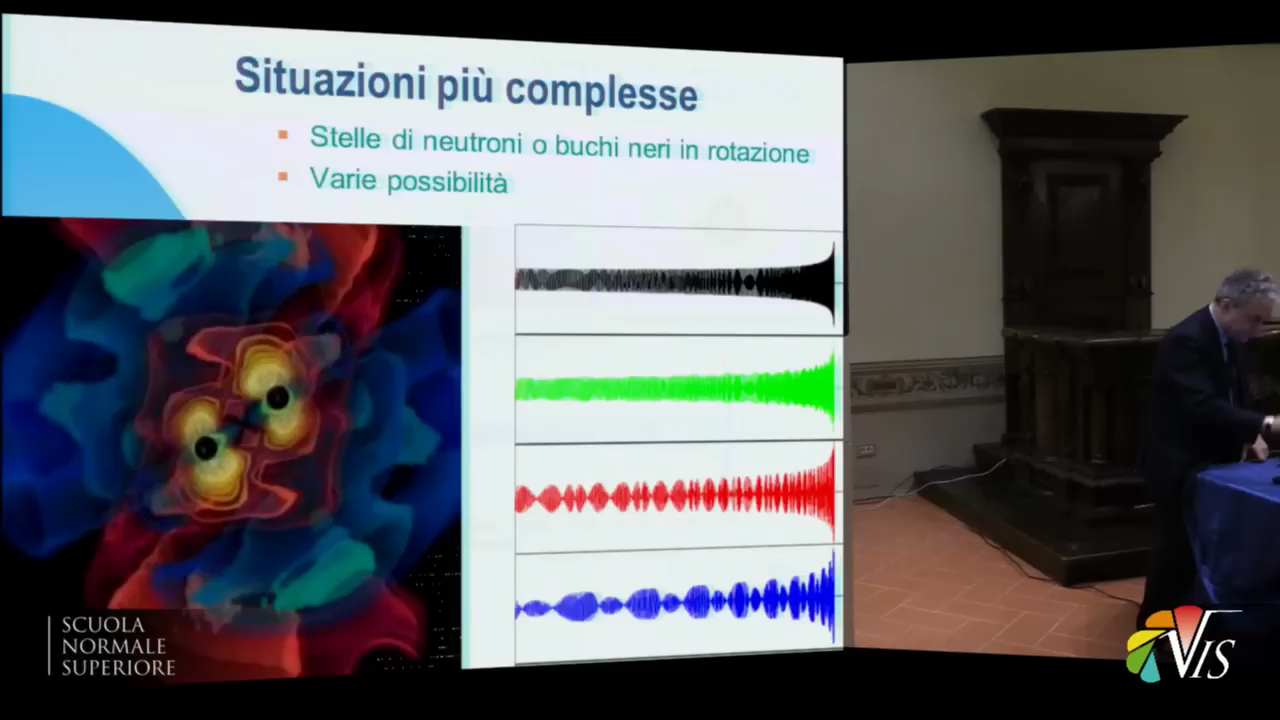 Situazioni più complesse
Stelle di neutroni o buchi neri in rotazione
Varie possibilità
SCUOLA
NORMALE
SUPERIORE
VIS